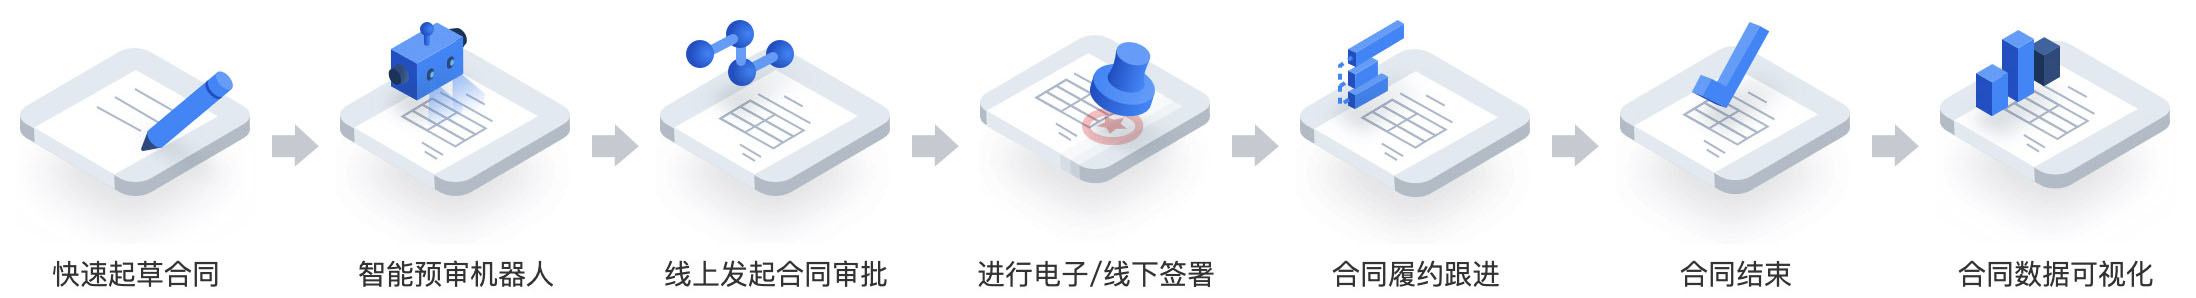 快速起草合同
智能预审机器人
线上发起合同审批
进行电子/线下签署
合同履约跟进
合同结束
合同数据可视化